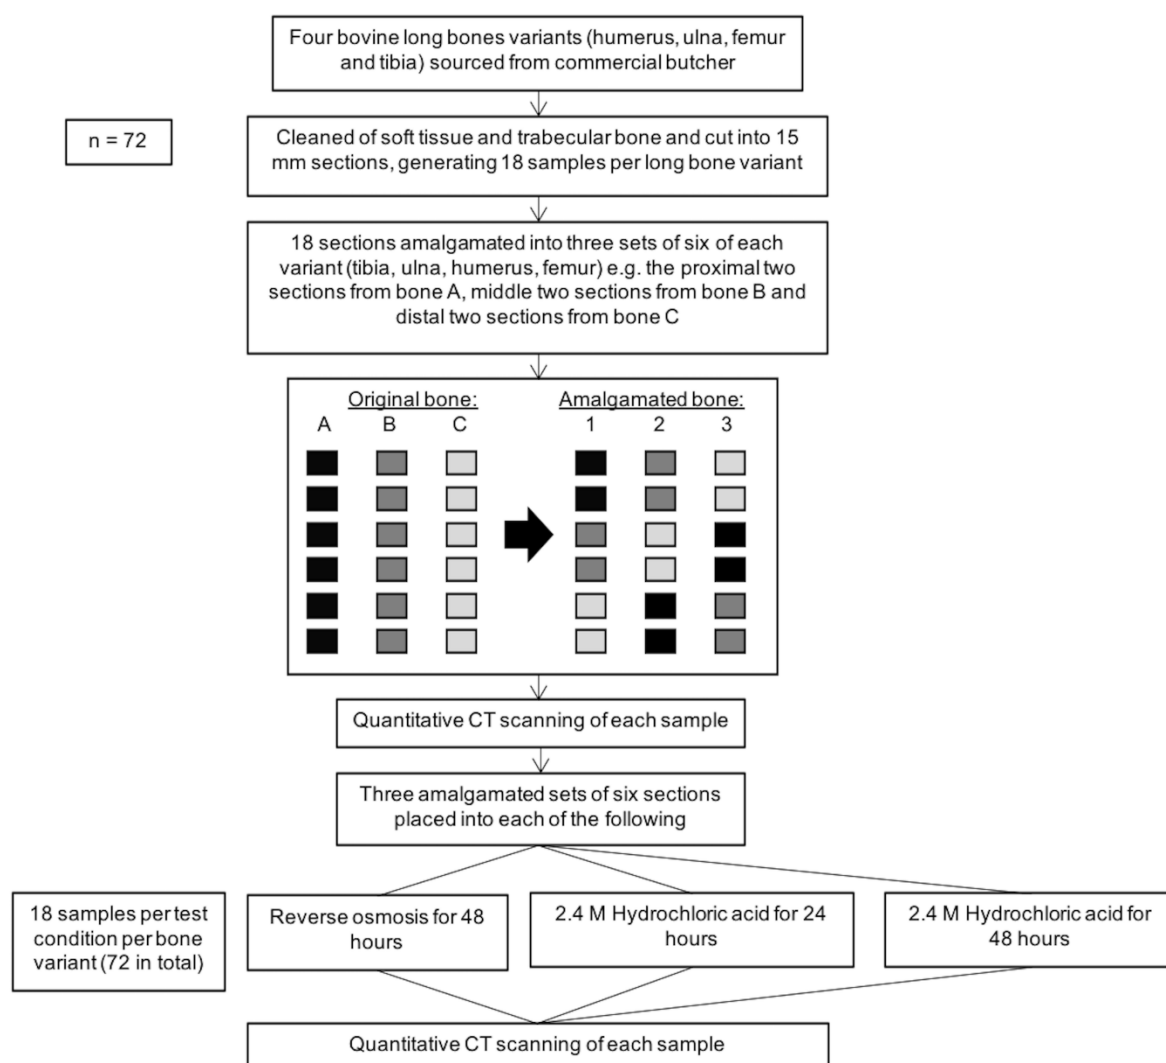 Four bovine long bones variants (humerus, ulna, femur
and tibia) sourced from commercial butcher
n = 72
Cleaned of soft tissue and trabecular bone and cut into 15
mm sections, generating 18 samples per long bone variant
18 sections amalgamated into three sets of six of each
variant (tibia, ulna, humerus, femur) e.g. the proximal two
sections from bone A, middle two sections from bone B and
distal two sections from bone C
Original bone:
A B C
Amalgamated bone:
1 2 3
Quantitative CT scanning of each sample
Three amalgamated sets of six sections
placed into each of the following
18 samples per test
condition per bone
variant (72 in total)
Reverse osmosis for 48
hours
2.4 M Hydrochloric acid for 24
hours
2.4 M Hydrochloric acid for
48 hours
Quantitative CT scanning of each sample